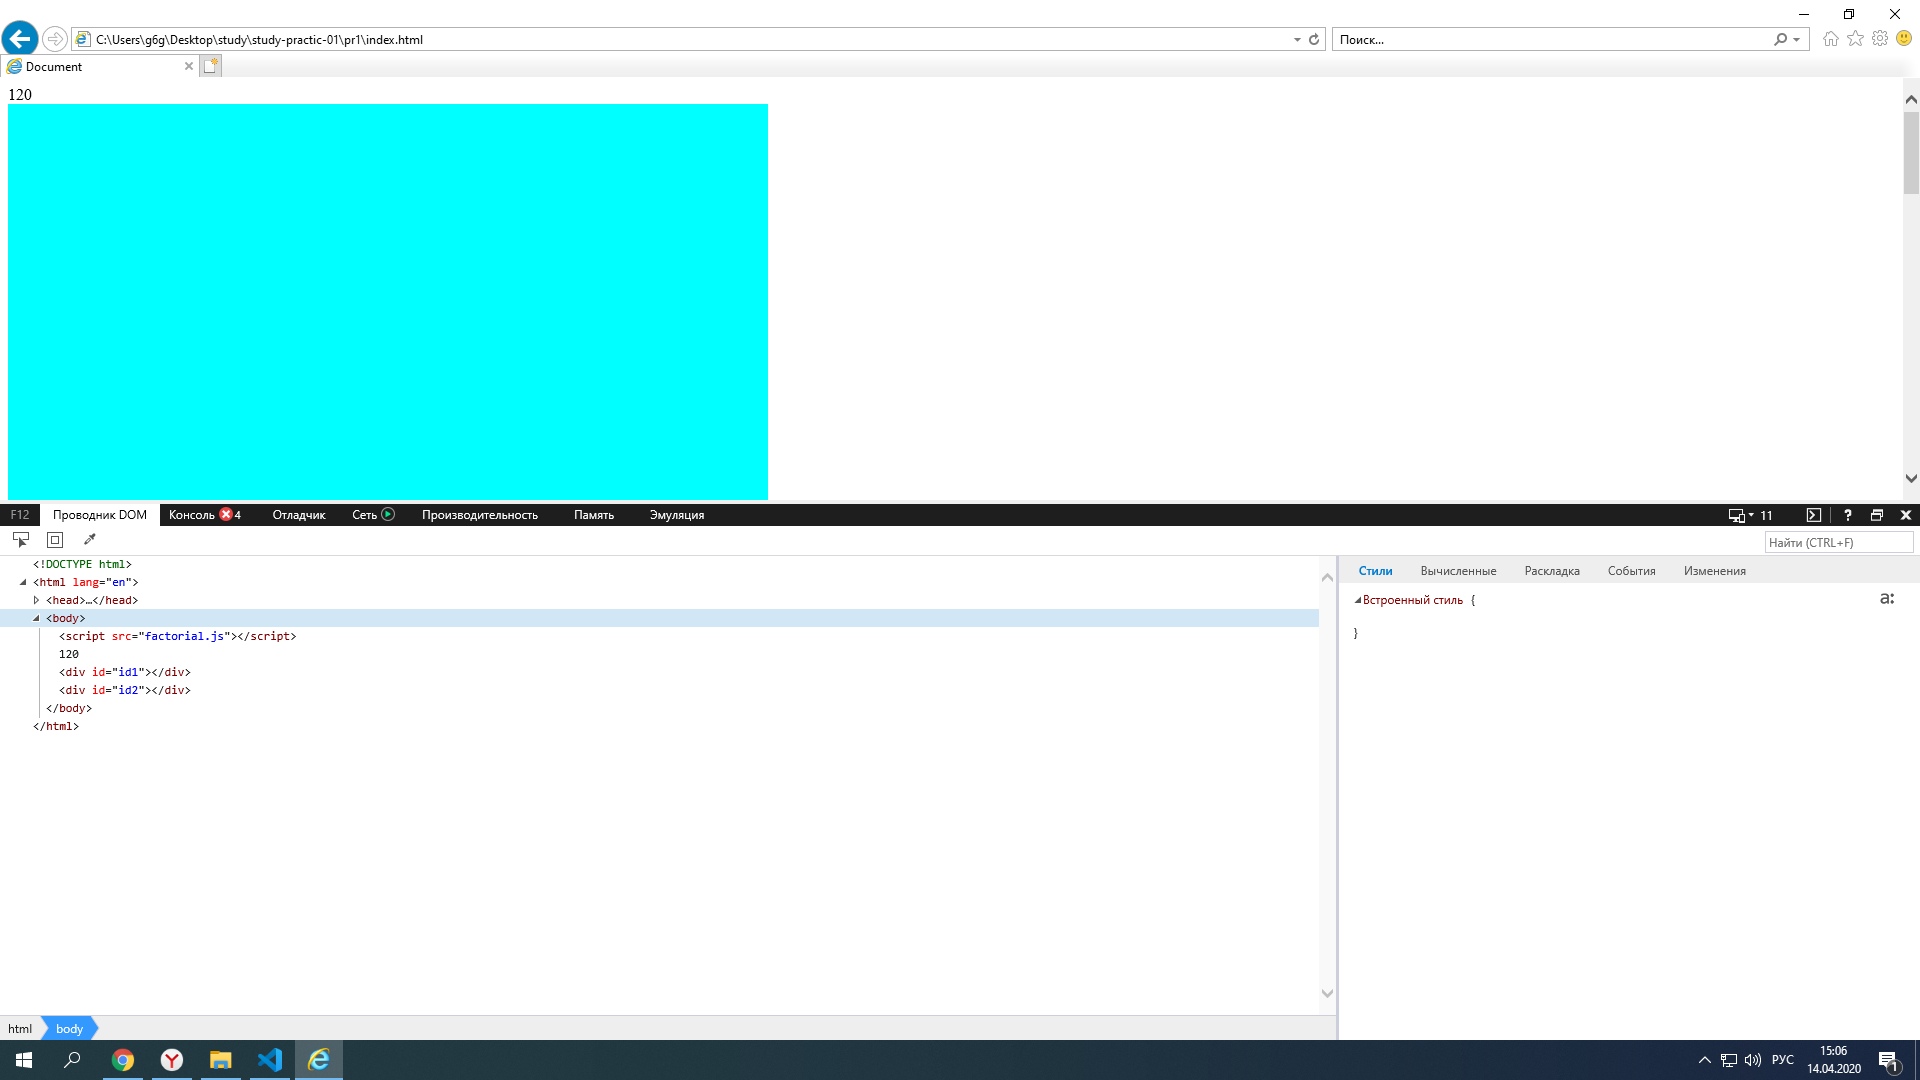 C:\Users\g6g\Desktop\study\study-practic-01\pr1\index.html
Поиск...
Document
120
F12 Проводник DOM Консоль 4 Отладчик Сеть Производительность Память Эмуляция 11 ?
Найти (CTRL+F)
<!DOCTYPE html>
<html lang="en">
<head>…</head>
<body>
<script src="factorial.js"></script>
120
<div id="id1"></div>
<div id="id2"></div>
</body>
</html>
Стили Вычисленные Раскладка События Изменения
Встроенный стиль {
a:
}
html body
РУС
15:06
14.04.2020
1